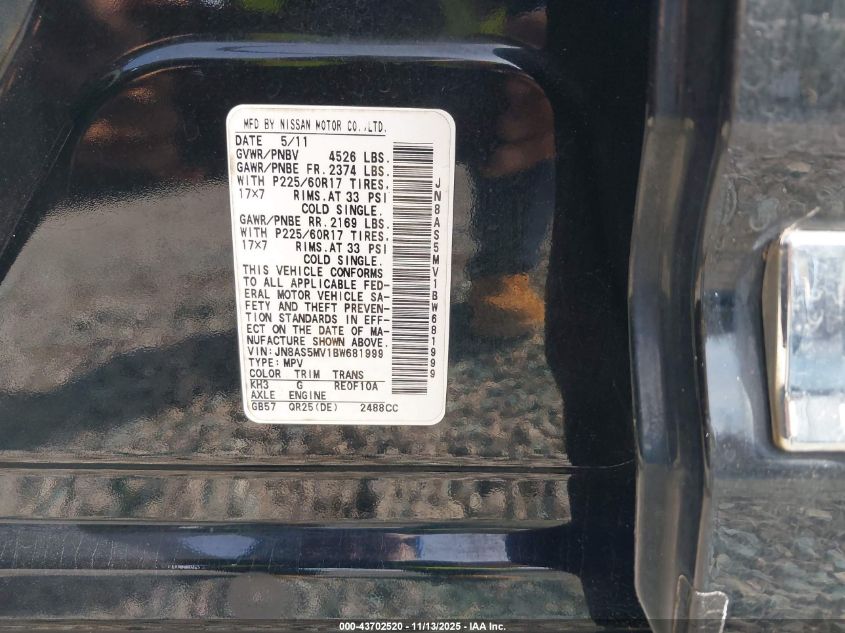 MFD BY NISSAN MOTOR CO.,LTD.
DATE 5/11
GVWR/PNBV 4526 LBS.
GAWR/PNBE FR. 2374 LBS.
WITH P225/60R17 TIRES.
17×7 RIMS.AT 33 PSI
COLD SINGLE.
GAWR/PNBE RR. 2169 LBS.
WITH P225/60R17 TIRES.
17×7 RIMS.AT 33 PSI
COLD SINGLE.
THIS VEHICLE CONFORMS
TO ALL APPLICABLE FED-
ERAL MOTOR VEHICLE SA-
FETY AND THEFT PREVEN-
TION STANDARDS IN EFF-
ECT ON THE DATE OF MA-
NUFACTURE SHOWN ABOVE.
VIN:JN8AS5MV1BW681999
TYPE:MPV
COLOR TRIM TRANS
KH3 G RE0F10A
AXLE ENGINE
GB57 QR25(DE) 2488CC
JN8AS5MV1BW681999
000-43702520 - 11/13/2025 - IAA Inc.